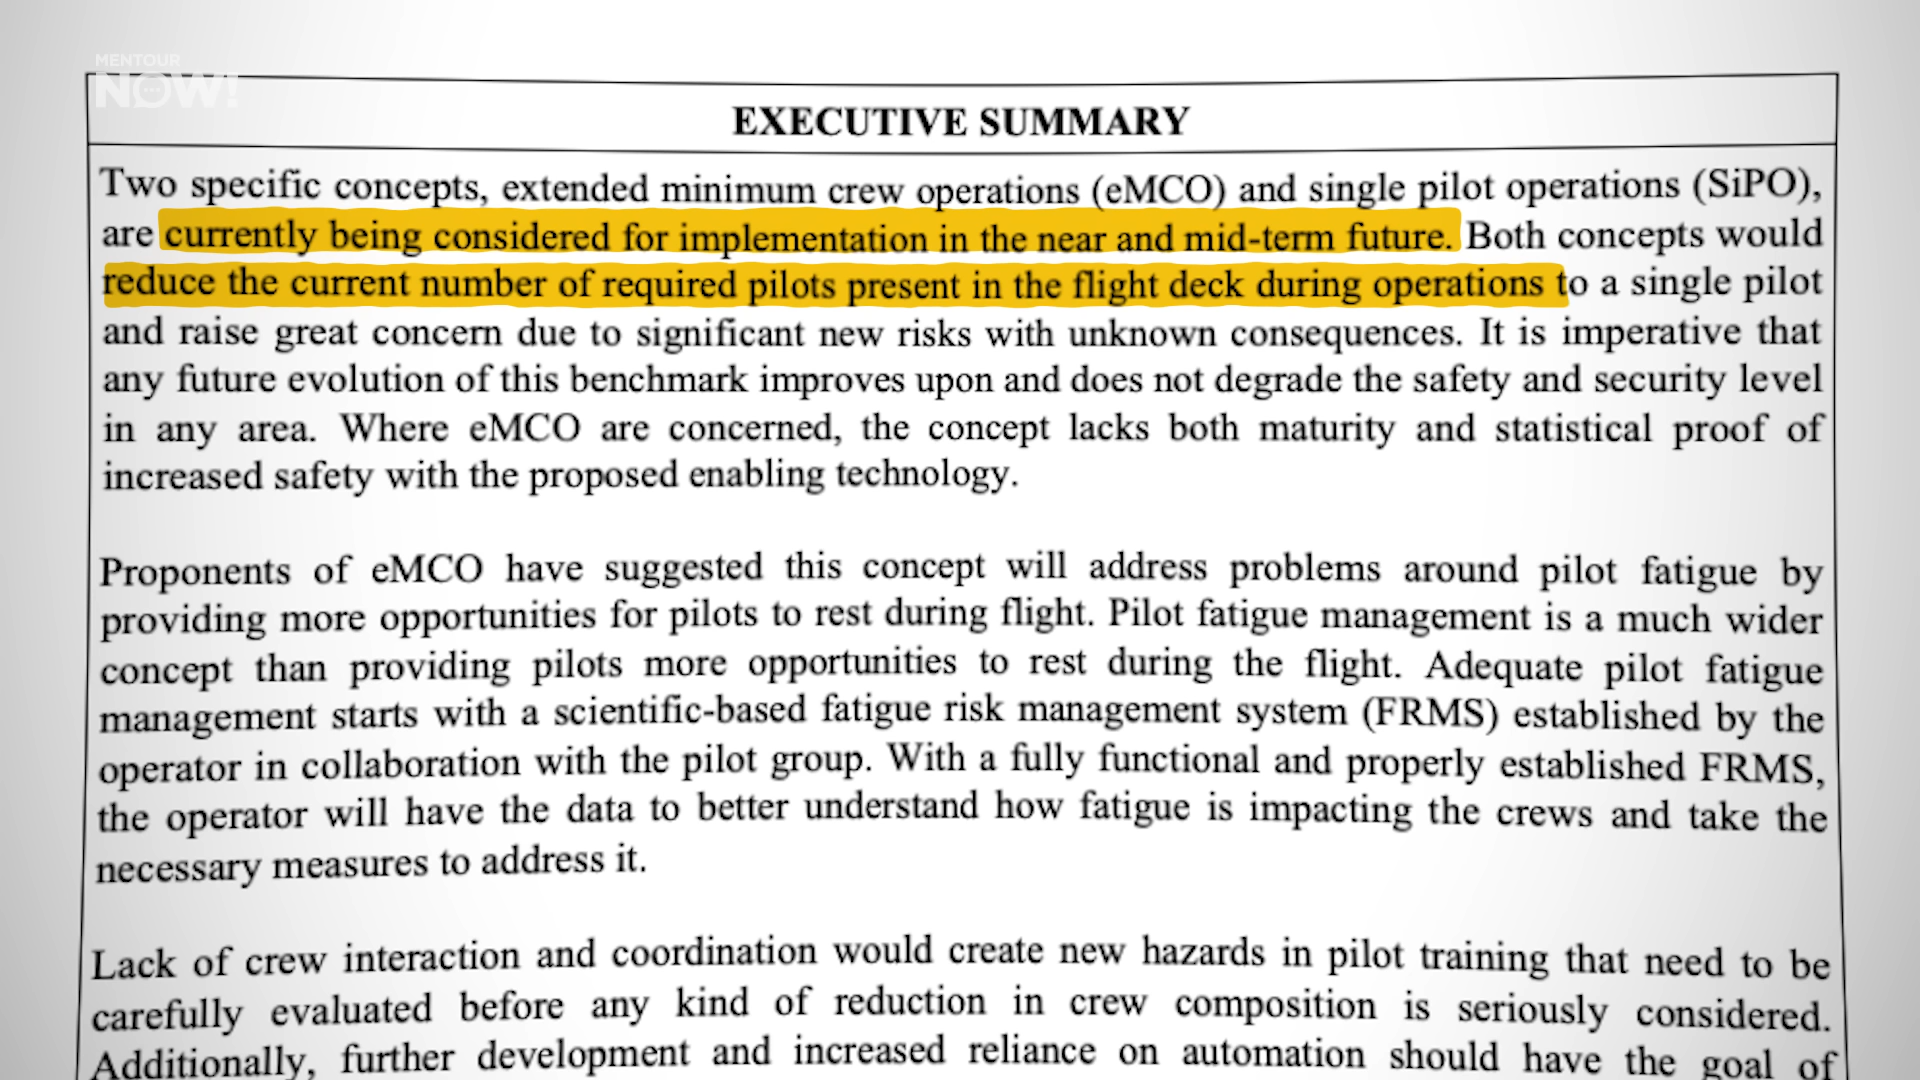 MENTOUR
NOW!
EXECUTIVE SUMMARY
Two specific concepts, extended minimum crew operations (eMCO) and single pilot operations (SiPO),
are currently being considered for implementation in the near and mid-term future. Both concepts would
reduce the current number of required pilots present in the flight deck during operations to a single pilot
and raise great concern due to significant new risks with unknown consequences. It is imperative that
any future evolution of this benchmark improves upon and does not degrade the safety and security level
in any area. Where eMCO are concerned, the concept lacks both maturity and statistical proof of
increased safety with the proposed enabling technology.
Proponents of eMCO have suggested this concept will address problems around pilot fatigue by
providing more opportunities for pilots to rest during flight. Pilot fatigue management is a much wider
concept than providing pilots more opportunities to rest during the flight. Adequate pilot fatigue
management starts with a scientific-based fatigue risk management system (FRMS) established by the
operator in collaboration with the pilot group. With a fully functional and properly established FRMS,
the operator will have the data to better understand how fatigue is impacting the crews and take the
necessary measures to address it.
Lack of crew interaction and coordination would create new hazards in pilot training that need to be
carefully evaluated before any kind of reduction in crew composition is seriously considered.
Additionally, further development and increased reliance on automation should have the goal of